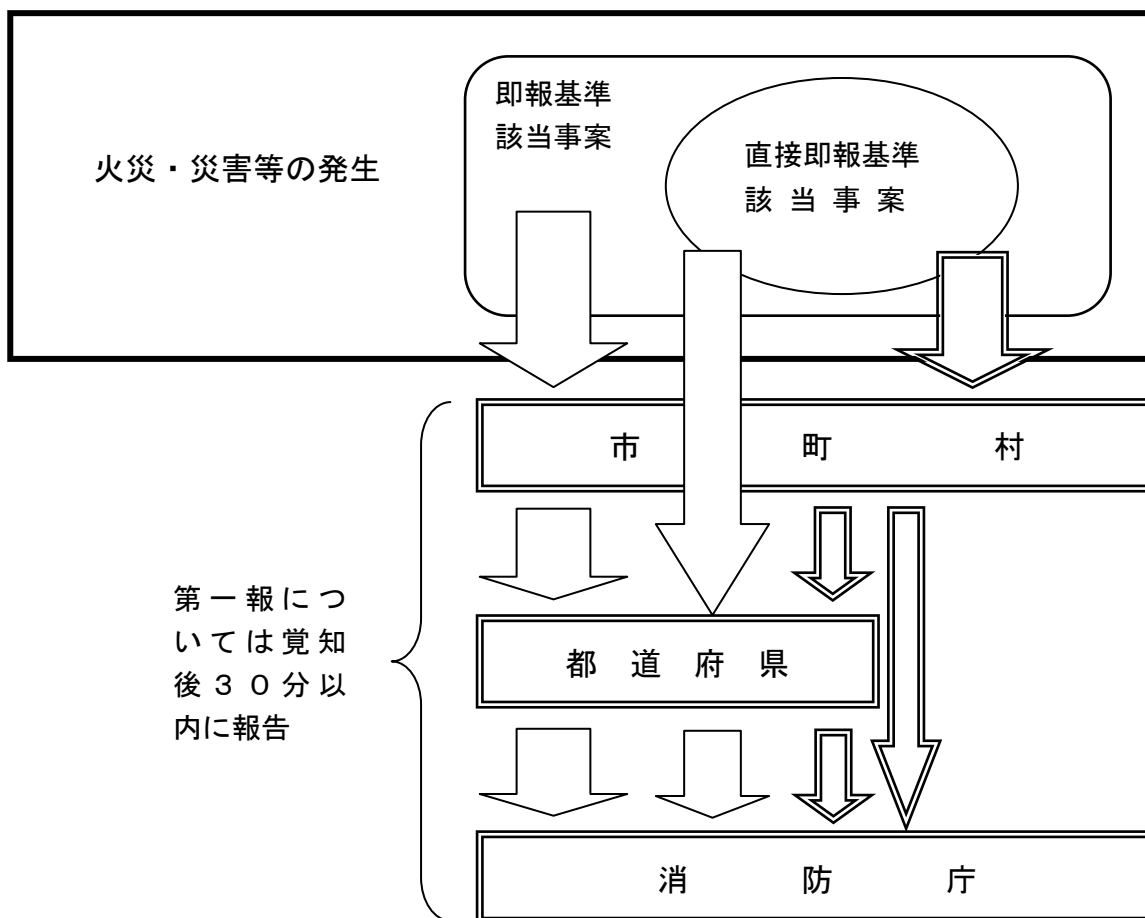 即報基準
該当事案
直接即報基準
該当事案
火災・災害等の発生
市町村
第一報につ
いては覚知
後３０分以
内に報告
都道府県
消防庁